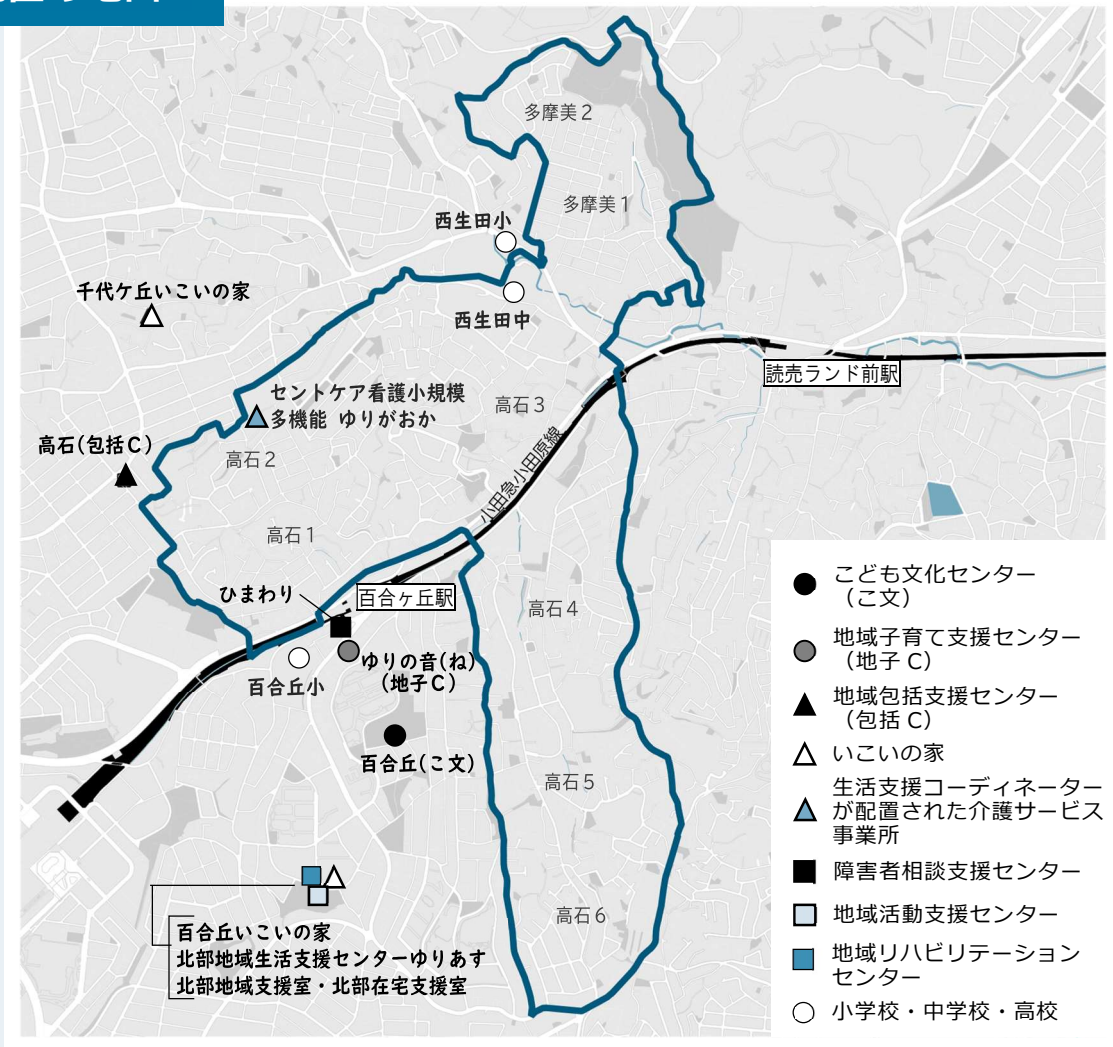 多摩美２
多摩美１
西生田小
千代ケ丘いこいの家
西生田中
読売ランド前駅
セントケア看護小規模
多機能 ゆりがおか
高石３
高石(包括Ｃ)
高石２
小田急小田原線
高石１
ひまわり
百合ヶ丘駅
高石４
ゆりの音(ね)
(地子Ｃ)
百合丘小
百合丘(こ文)
高石５
高石６
百合丘いこいの家
北部地域生活支援センターゆりあす
北部地域支援室・北部在宅支援室
こども文化センター
（こ文）
地域子育て支援センター
（地子 C）
地域包括支援センター
（包括 C）
いこいの家
生活支援コーディネーター
が配置された介護サービス
事業所
障害者相談支援センター
地域活動支援センター
地域リハビリテーション
センター
小学校・中学校・高校